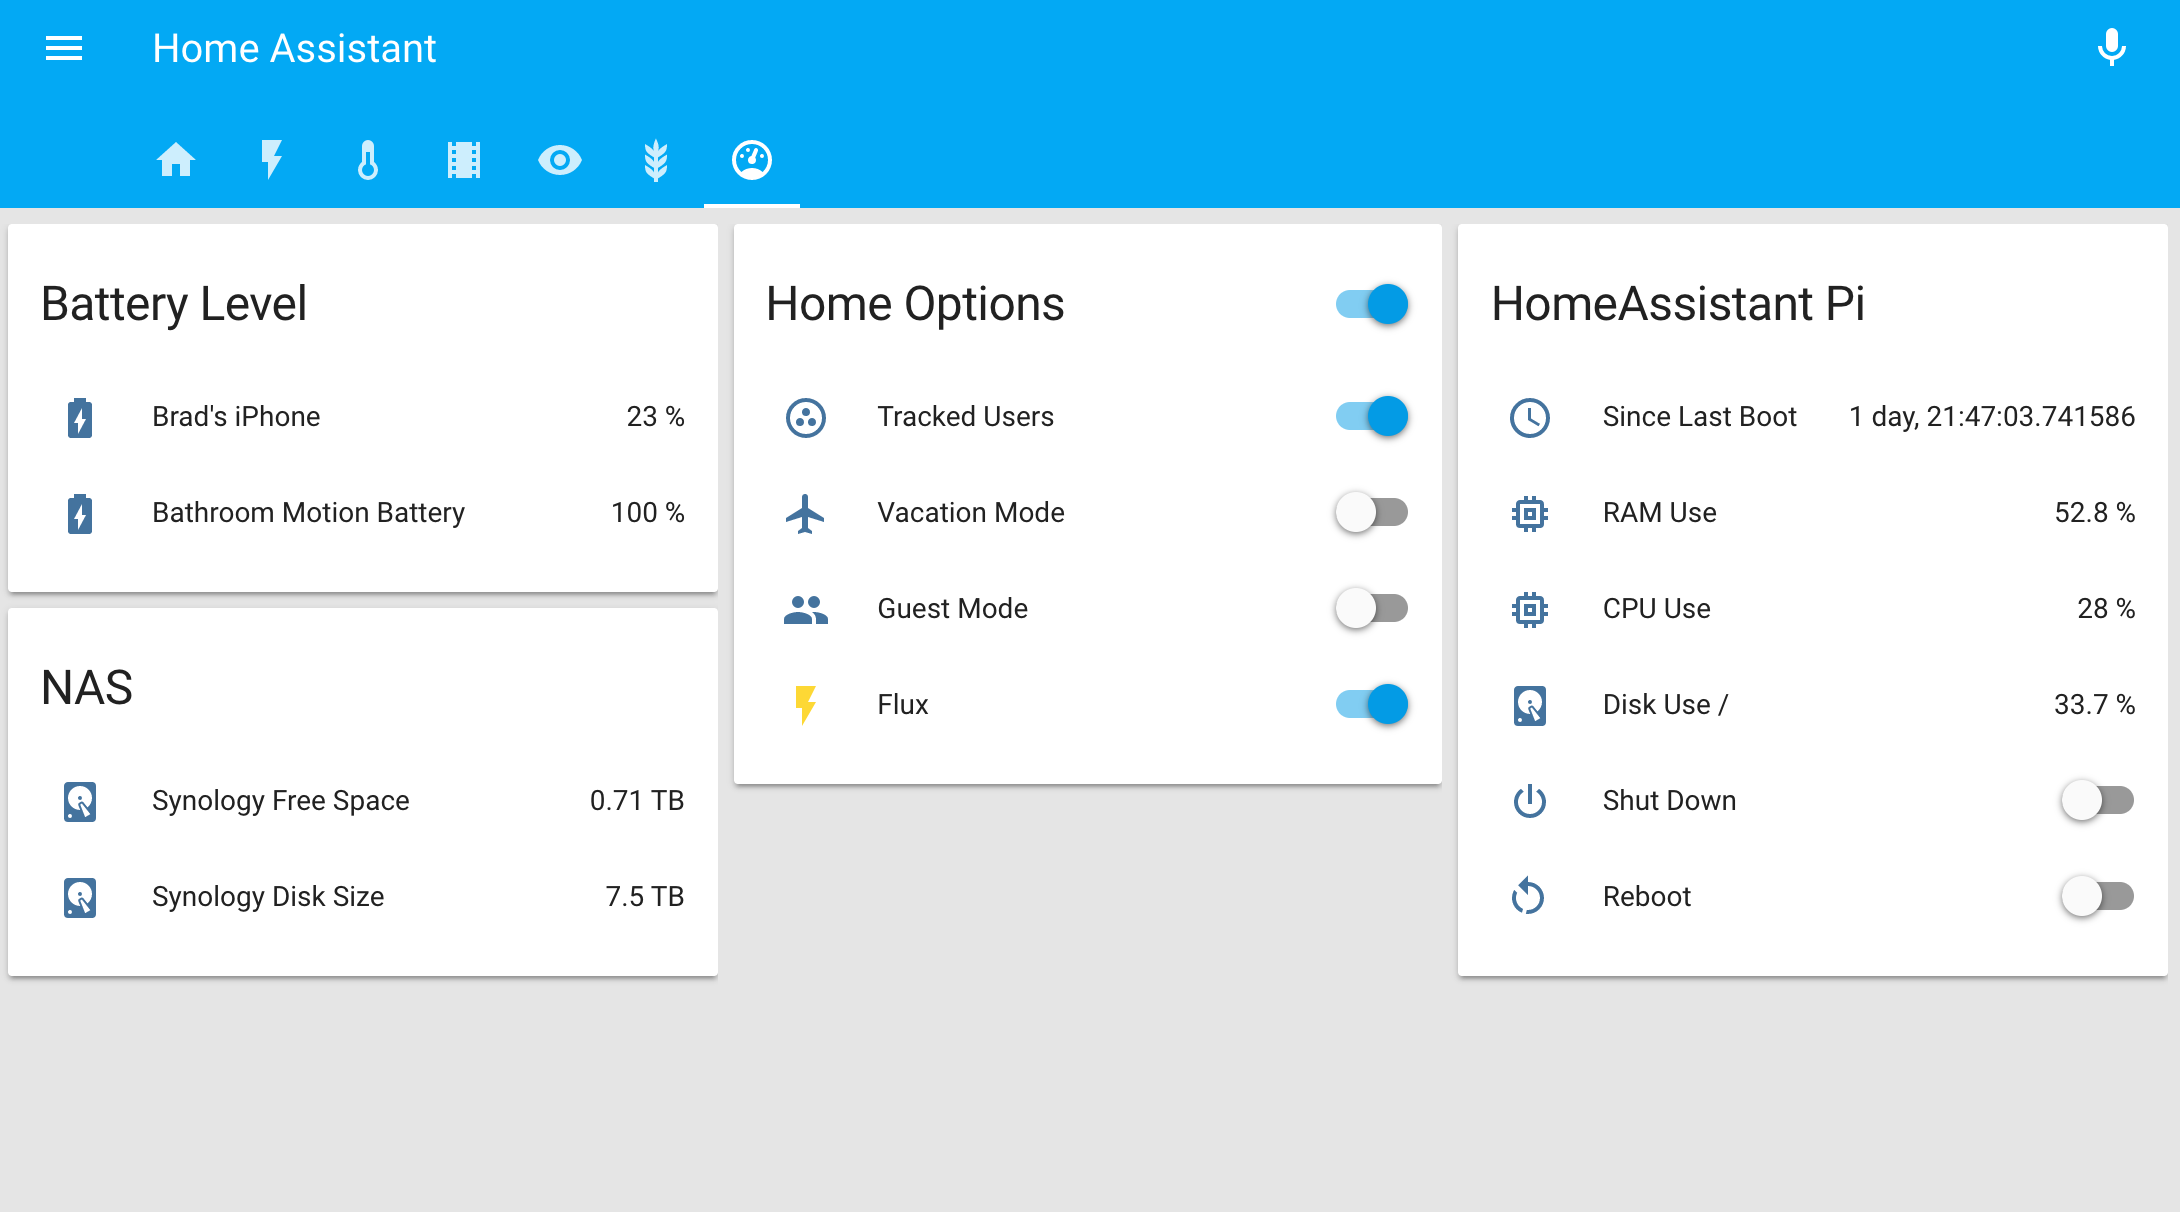 Home Assistant
Battery Level
Brad's iPhone 23 %
Bathroom Motion Battery 100 %
NAS
Synology Free Space 0.71 TB
Synology Disk Size 7.5 TB
Home Options
Tracked Users
Vacation Mode
Guest Mode
Flux
HomeAssistant Pi
Since Last Boot 1 day, 21:47:03.741586
RAM Use 52.8 %
CPU Use 28 %
Disk Use / 33.7 %
Shut Down
Reboot